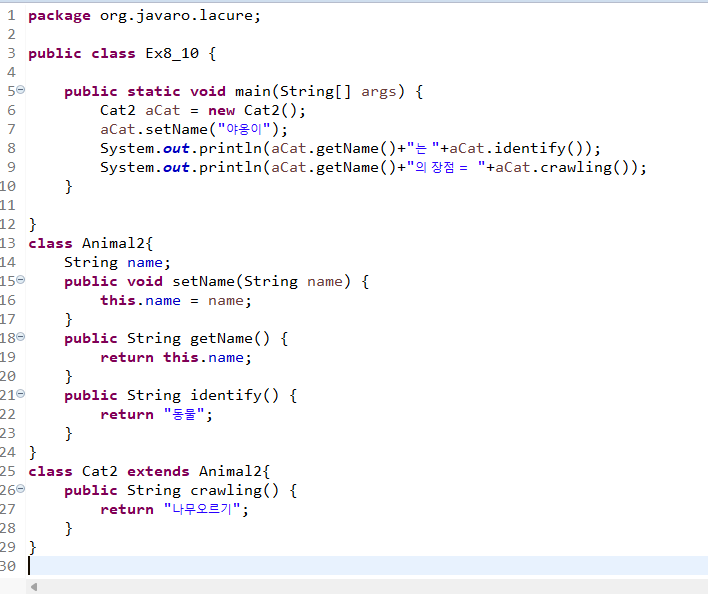 1 package org.javaro.lacure;
2
3 public class Ex8_10 {
4
5     public static void main(String[] args) {
6         Cat2 aCat = new Cat2();
7         aCat.setName("야옹이");
8         System.out.println(aCat.getName()+"는 "+aCat.identify());
9         System.out.println(aCat.getName()+"의 장점 = "+aCat.crawling());
10     }
11
12 }
13 class Animal2{
14     String name;
15     public void setName(String name) {
16         this.name = name;
17     }
18     public String getName() {
19         return this.name;
20     }
21     public String identify() {
22         return "동물";
23     }
24 }
25 class Cat2 extends Animal2{
26     public String crawling() {
27         return "나무오르기";
28     }
29 }
30